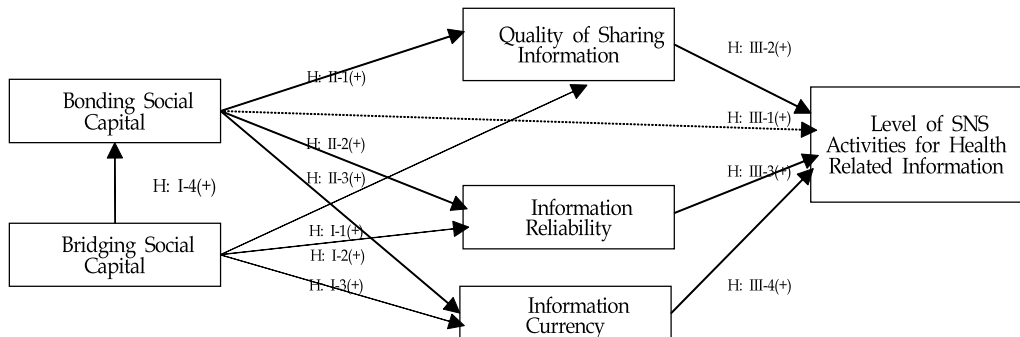 Quality of Sharing
Information
H: III-2(+)
H: II-1(+)
Bonding Social
Capital
H: III-1(+)
Level of SNS
Activities for Health
Related Information
H: II-2(+)
H: II-3(+)
H: III-3(+)
H: I-4(+)
Information
Reliability
H: I-1(+)
Bridging Social
Capital
H: I-2(+)
H: I-3(+)
H: III-4(+)
Information
Currency